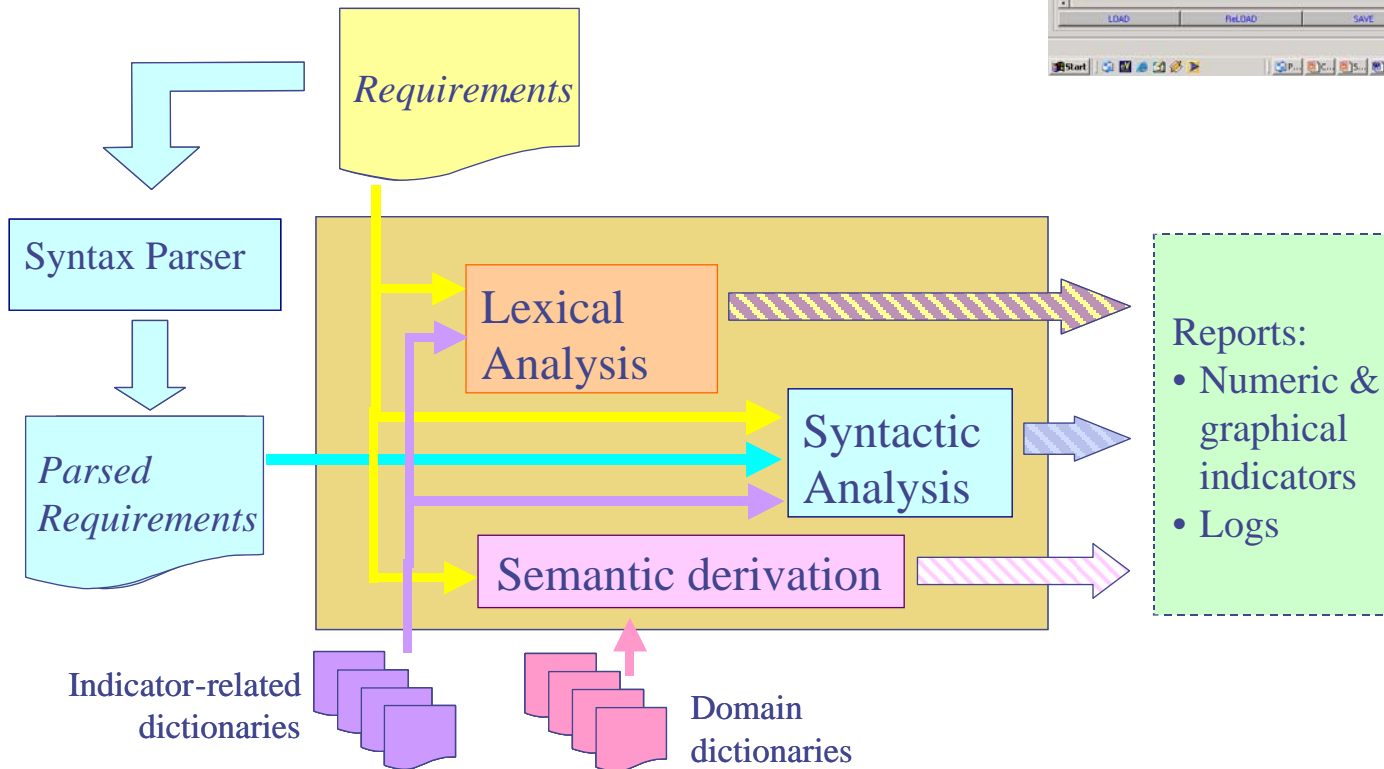 LOAD
ReLOAD
SAVE
Start
P...
C...
S...
Requirements
Syntax Parser
Lexical
Analysis
Reports:
• Numeric &
graphical
indicators
• Logs
Syntactic
Analysis
Parsed
Requirements
Semantic derivation
Indicator-related
dictionaries
Domain
dictionaries